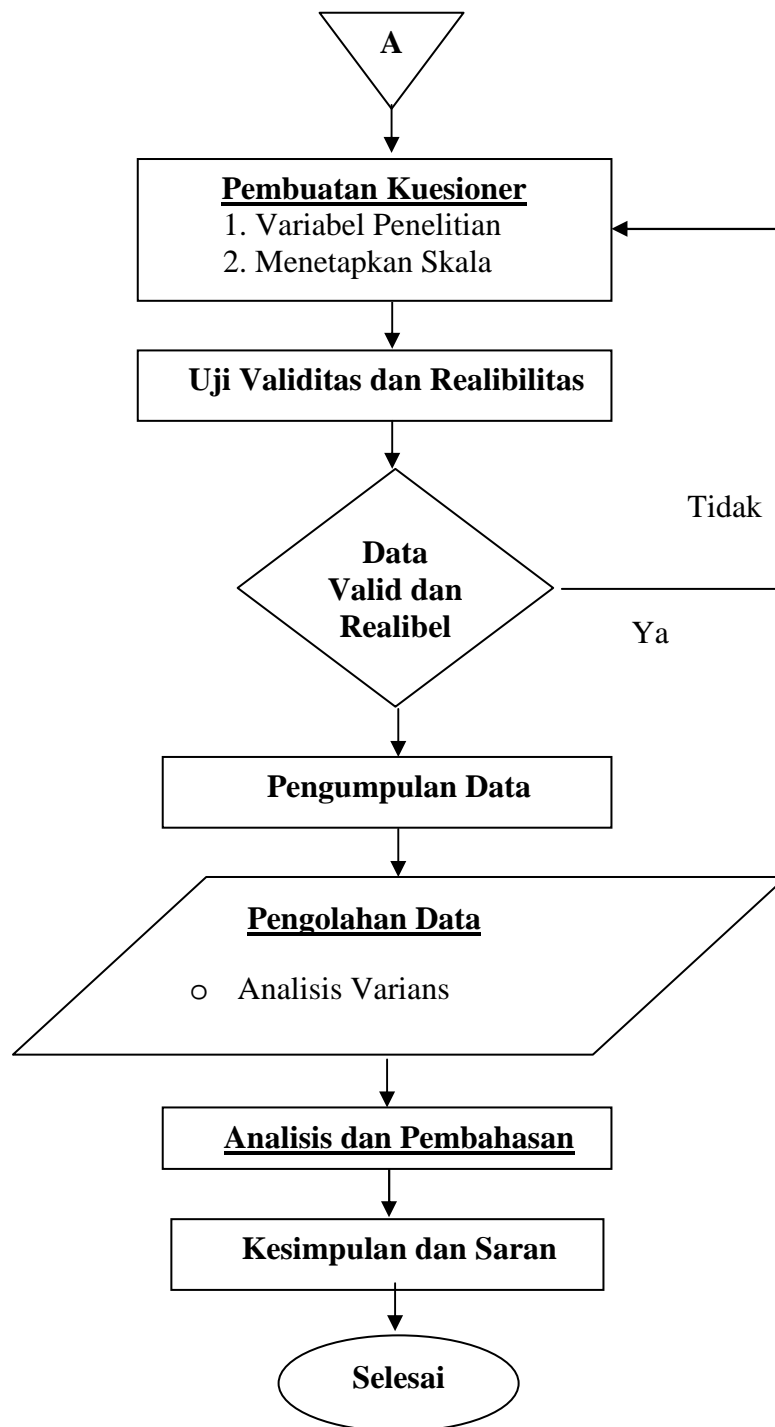 A
Pembuatan Kuesioner
1. Variabel Penelitian
2. Menetapkan Skala
Uji Validitas dan Realibilitas
Tidak
Data
Valid dan
Realibel
Ya
Pengumpulan Data
Pengolahan Data
o Analisis Varians
Analisis dan Pembahasan
Kesimpulan dan Saran
Selesai